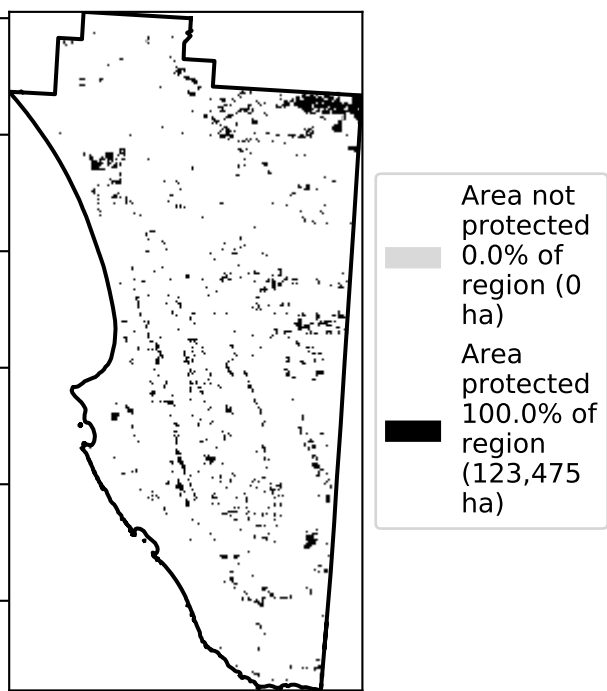 Area not
protected
0.0% of
region (0
ha)
Area
protected
100.0% of
region
(123,475
ha)